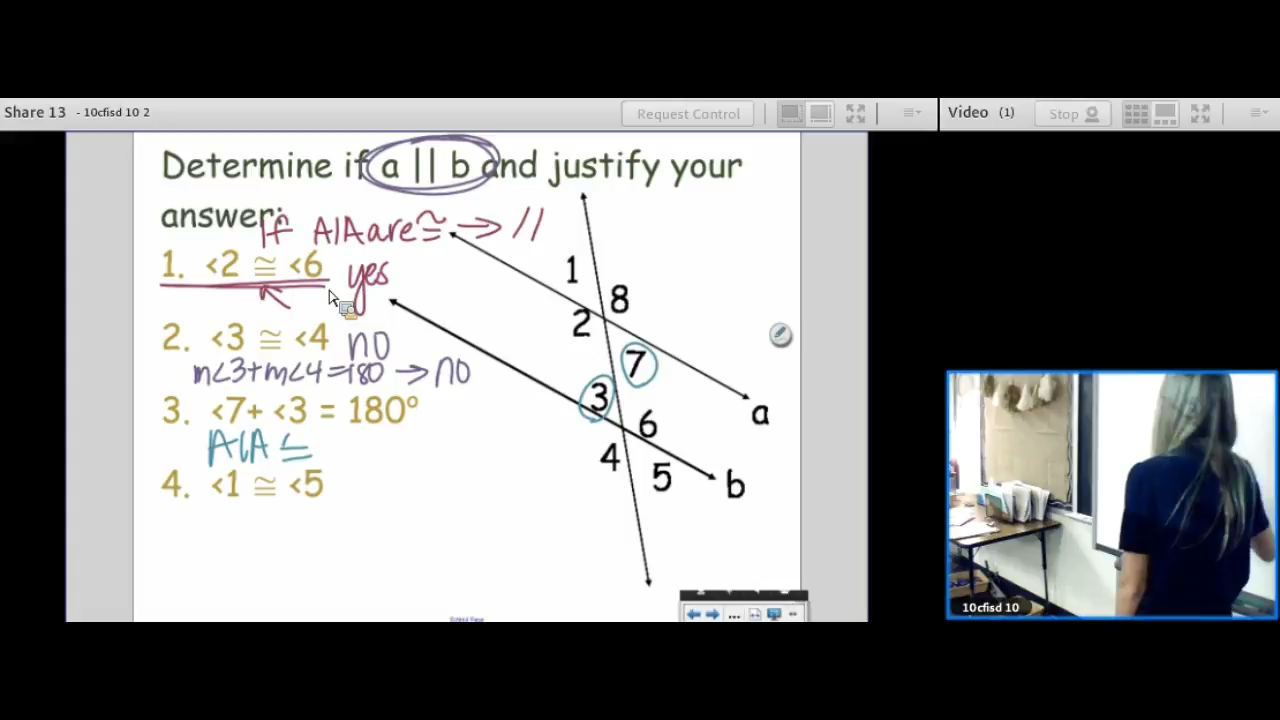 Share 13 - 10cfisd 10 2
Request Control
Video (1)
Stop
Determine if a || b and justify your
answer:
If AIA are ≅ → //
1. <2 ≅ <6 yes
2. <3 ≅ <4 no
m<3+m<4=180 → no
3. <7+ <3 = 180°
AIA ≅
4. <1 ≅ <5
1
8
2
7
3
6
4
5
a
b
Extend Page
10cfisd 10